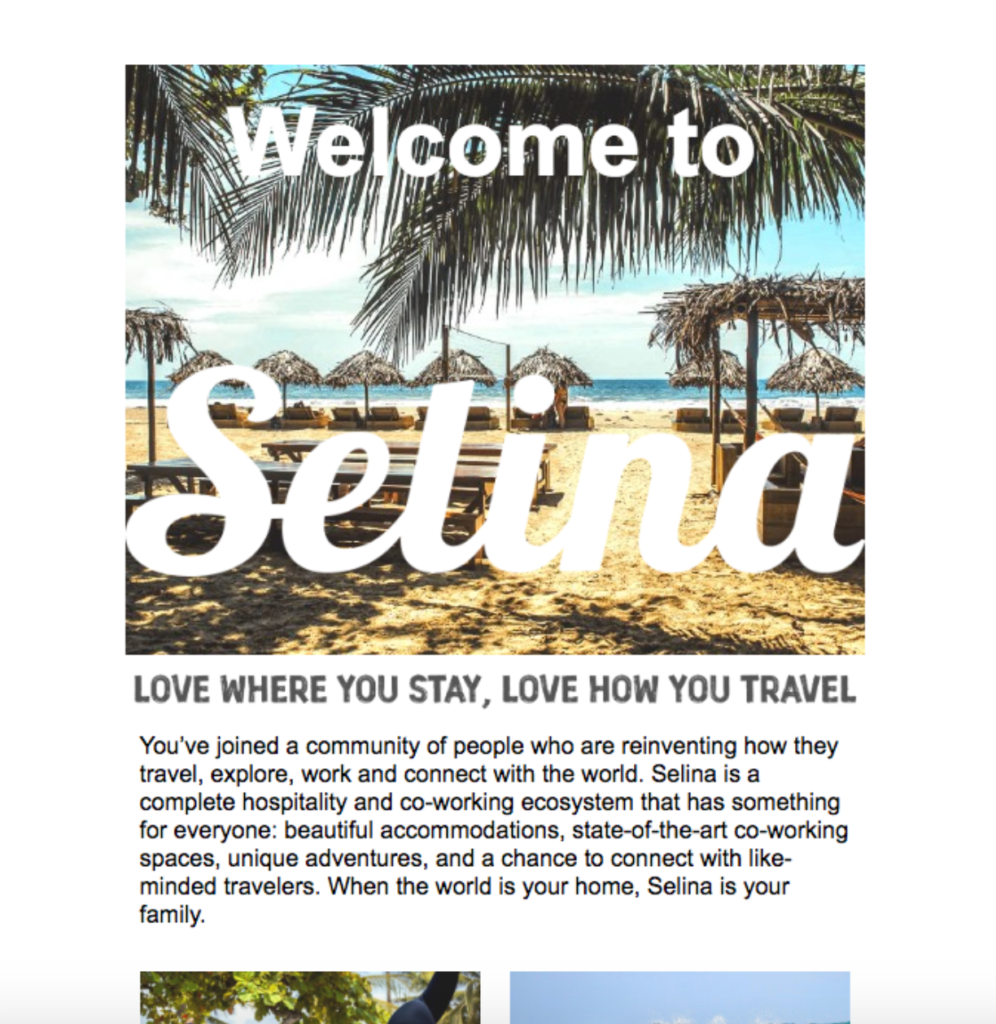 Welcome to
Selina
LOVE WHERE YOU STAY, LOVE HOW YOU TRAVEL
You’ve joined a community of people who are reinventing how they
travel, explore, work and connect with the world. Selina is a
complete hospitality and co-working ecosystem that has something
for everyone: beautiful accommodations, state-of-the-art co-working
spaces, unique adventures, and a chance to connect with like-
minded travelers. When the world is your home, Selina is your
family.